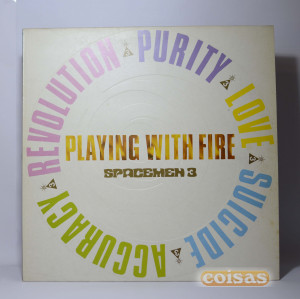 REVOLUTION
PURITY
LOVE
SUICIDE
ACCURACY
PLAYING WITH FIRE
SPACEMEN 3
coisas